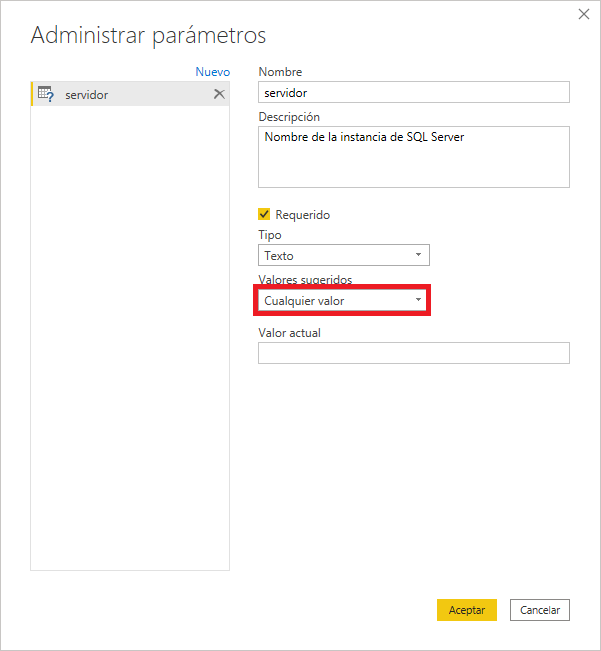 Administrar parámetros
Nuevo
servidor
Nombre
servidor
Descripción
Nombre de la instancia de SQL Server
Requerido
Tipo
Texto
Valores sugeridos
Cualquier valor
Valor actual
Aceptar
Cancelar